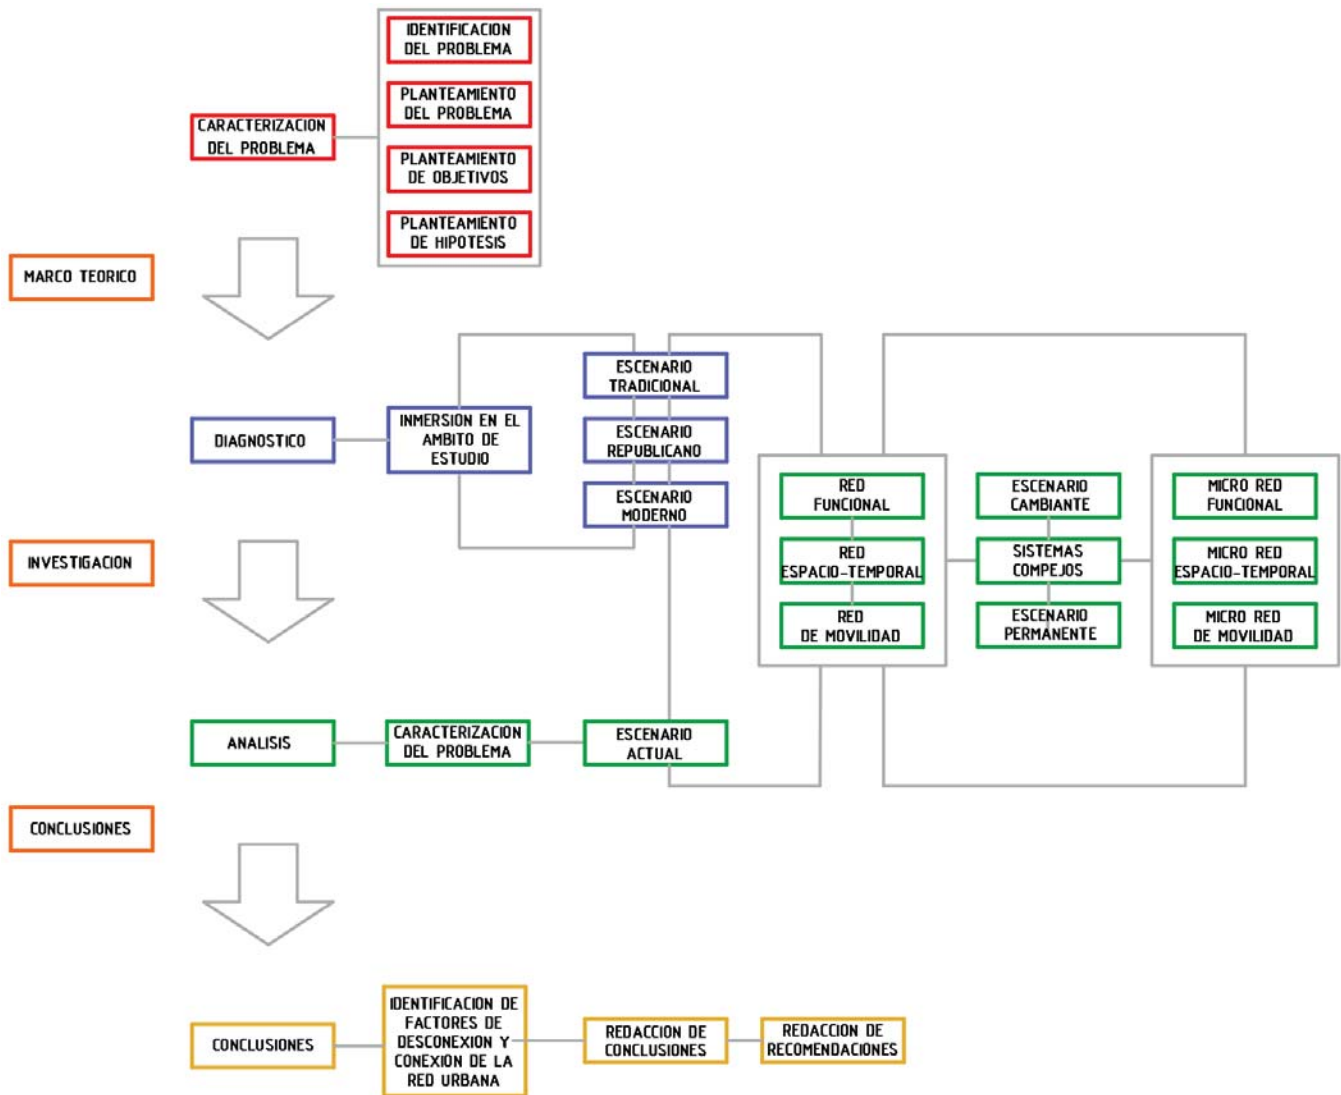 IDENTIFICACION
DEL PROBLEMA
PLANTEAMIENTO
DEL PROBLEMA
CARACTERIZACION
DEL PROBLEMA
PLANTEAMIENTO
DE OBJETIVOS
PLANTEAMIENTO
DE HIPOTESIS
MARCO TEORICO
ESCENARIO
TRADICIONAL
DIAGNOSTICO
INMERSION EN EL
AMBITO DE
ESTUDIO
ESCENARIO
REPUBLICANO
ESCENARIO
MODERNO
RED
FUNCIONAL
ESCENARIO
CAMBIANTE
MICRO RED
FUNCIONAL
INVESTIGACION
RED
ESPACIO-TEMPORAL
SISTEMAS
COMPEJOS
MICRO RED
ESPACIO-TEMPORAL
RED
DE MOVILIDAD
ESCENARIO
PERMANENTE
MICRO RED
DE MOVILIDAD
ANALISIS
CARACTERIZACION
DEL PROBLEMA
ESCENARIO
ACTUAL
CONCLUSIONES
CONCLUSIONES
IDENTIFICACION DE
FACTORES DE
DESCONEXION Y
CONEXION DE LA
RED URBANA
REDACCION DE
CONCLUSIONES
REDACCION DE
RECOMENDACIONES